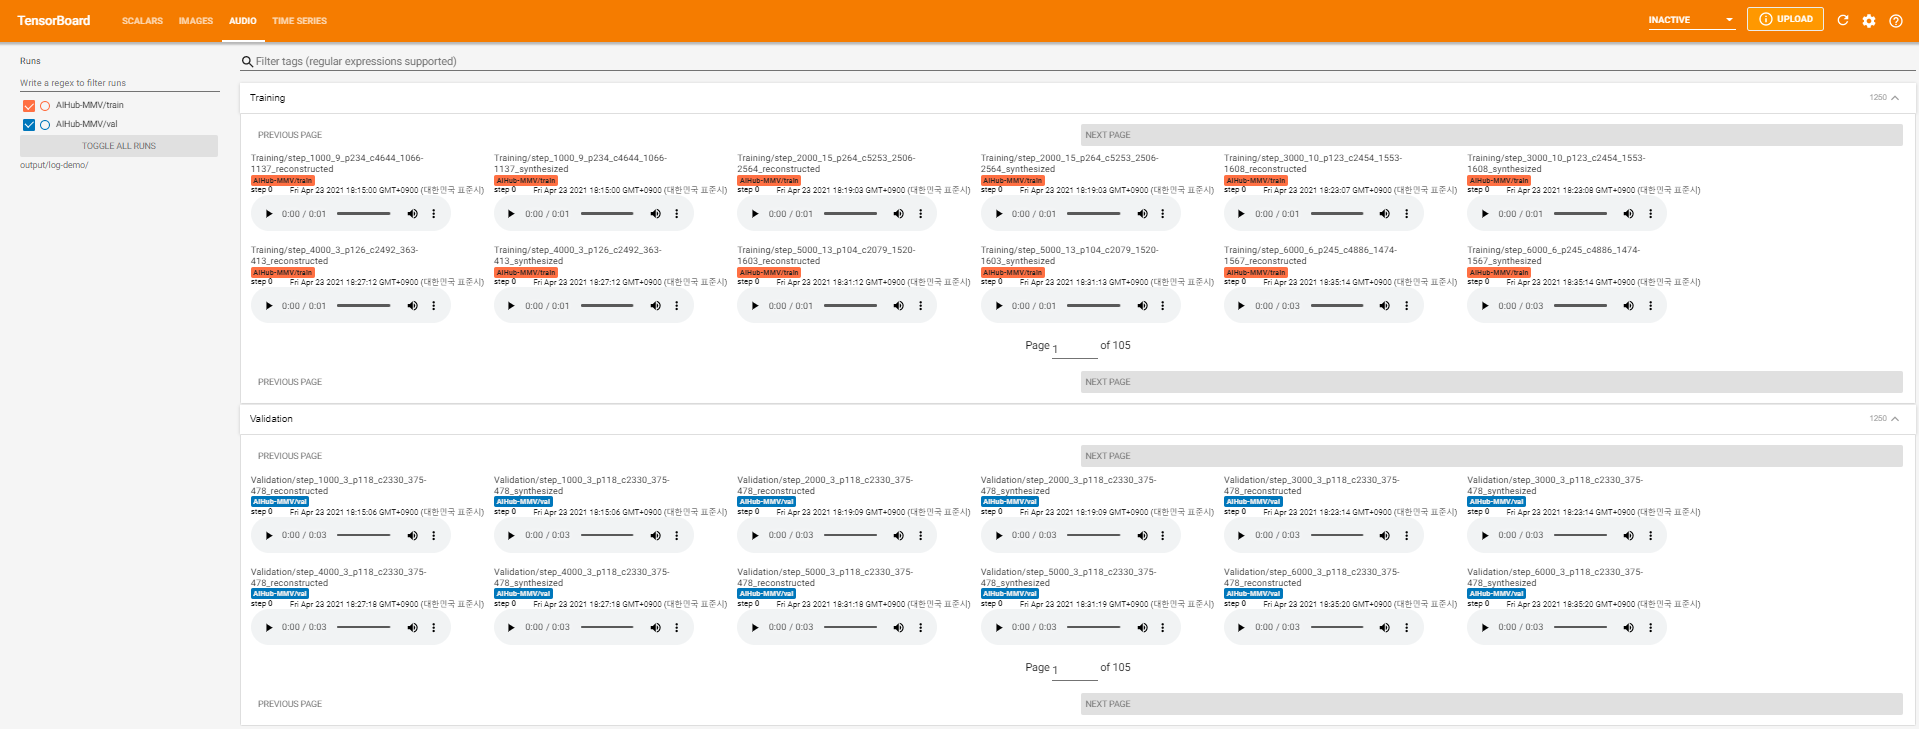 TensorBoard SCALARS IMAGES AUDIO TIME SERIES INACTIVE UPLOAD
Runs
Write a regex to filter runs
AIHub-MMV/train
AIHub-MMV/val
TOGGLE ALL RUNS
output/log-demo/
Filter tags (regular expressions supported)
Training 1250
PREVIOUS PAGE NEXT PAGE
Training/step_1000_9_p234_c4644_1066-
1137_reconstructed
AIHub-MMV/train
step 0 Fri Apr 23 2021 18:15:00 GMT+0900 (대한민국 표준시)
0:00 / 0:01
Training/step_1000_9_p234_c4644_1066-
1137_synthesized
AIHub-MMV/train
step 0 Fri Apr 23 2021 18:15:00 GMT+0900 (대한민국 표준시)
0:00 / 0:01
Training/step_2000_15_p264_c5253_2506-
2564_reconstructed
AIHub-MMV/train
step 0 Fri Apr 23 2021 18:19:03 GMT+0900 (대한민국 표준시)
0:00 / 0:01
Training/step_2000_15_p264_c5253_2506-
2564_synthesized
AIHub-MMV/train
step 0 Fri Apr 23 2021 18:19:03 GMT+0900 (대한민국 표준시)
0:00 / 0:01
Training/step_3000_10_p123_c2454_1553-
1608_reconstructed
AIHub-MMV/train
step 0 Fri Apr 23 2021 18:23:07 GMT+0900 (대한민국 표준시)
0:00 / 0:01
Training/step_3000_10_p123_c2454_1553-
1608_synthesized
AIHub-MMV/train
step 0 Fri Apr 23 2021 18:23:08 GMT+0900 (대한민국 표준시)
0:00 / 0:01
Training/step_4000_3_p126_c2492_363-
413_reconstructed
AIHub-MMV/train
step 0 Fri Apr 23 2021 18:27:12 GMT+0900 (대한민국 표준시)
0:00 / 0:01
Training/step_4000_3_p126_c2492_363-
413_synthesized
AIHub-MMV/train
step 0 Fri Apr 23 2021 18:27:12 GMT+0900 (대한민국 표준시)
0:00 / 0:01
Training/step_5000_13_p104_c2079_1520-
1603_reconstructed
AIHub-MMV/train
step 0 Fri Apr 23 2021 18:31:12 GMT+0900 (대한민국 표준시)
0:00 / 0:01
Training/step_5000_13_p104_c2079_1520-
1603_synthesized
AIHub-MMV/train
step 0 Fri Apr 23 2021 18:31:13 GMT+0900 (대한민국 표준시)
0:00 / 0:01
Training/step_6000_6_p245_c4886_1474-
1567_reconstructed
AIHub-MMV/train
step 0 Fri Apr 23 2021 18:35:14 GMT+0900 (대한민국 표준시)
0:00 / 0:03
Training/step_6000_6_p245_c4886_1474-
1567_synthesized
AIHub-MMV/train
step 0 Fri Apr 23 2021 18:35:14 GMT+0900 (대한민국 표준시)
0:00 / 0:03
Page 1 of 105
PREVIOUS PAGE NEXT PAGE
Validation 1250
PREVIOUS PAGE NEXT PAGE
Validation/step_1000_3_p118_c2330_375-
478_reconstructed
AIHub-MMV/val
step 0 Fri Apr 23 2021 18:15:06 GMT+0900 (대한민국 표준시)
0:00 / 0:03
Validation/step_1000_3_p118_c2330_375-
478_synthesized
AIHub-MMV/val
step 0 Fri Apr 23 2021 18:15:06 GMT+0900 (대한민국 표준시)
0:00 / 0:03
Validation/step_2000_3_p118_c2330_375-
478_reconstructed
AIHub-MMV/val
step 0 Fri Apr 23 2021 18:19:09 GMT+0900 (대한민국 표준시)
0:00 / 0:03
Validation/step_2000_3_p118_c2330_375-
478_synthesized
AIHub-MMV/val
step 0 Fri Apr 23 2021 18:19:09 GMT+0900 (대한민국 표준시)
0:00 / 0:03
Validation/step_3000_3_p118_c2330_375-
478_reconstructed
AIHub-MMV/val
step 0 Fri Apr 23 2021 18:23:14 GMT+0900 (대한민국 표준시)
0:00 / 0:03
Validation/step_3000_3_p118_c2330_375-
478_synthesized
AIHub-MMV/val
step 0 Fri Apr 23 2021 18:23:14 GMT+0900 (대한민국 표준시)
0:00 / 0:03
Validation/step_4000_3_p118_c2330_375-
478_reconstructed
AIHub-MMV/val
step 0 Fri Apr 23 2021 18:27:18 GMT+0900 (대한민국 표준시)
0:00 / 0:03
Validation/step_4000_3_p118_c2330_375-
478_synthesized
AIHub-MMV/val
step 0 Fri Apr 23 2021 18:27:18 GMT+0900 (대한민국 표준시)
0:00 / 0:03
Validation/step_5000_3_p118_c2330_375-
478_reconstructed
AIHub-MMV/val
step 0 Fri Apr 23 2021 18:31:18 GMT+0900 (대한민국 표준시)
0:00 / 0:03
Validation/step_5000_3_p118_c2330_375-
478_synthesized
AIHub-MMV/val
step 0 Fri Apr 23 2021 18:31:19 GMT+0900 (대한민국 표준시)
0:00 / 0:03
Validation/step_6000_3_p118_c2330_375-
478_reconstructed
AIHub-MMV/val
step 0 Fri Apr 23 2021 18:35:20 GMT+0900 (대한민국 표준시)
0:00 / 0:03
Validation/step_6000_3_p118_c2330_375-
478_synthesized
AIHub-MMV/val
step 0 Fri Apr 23 2021 18:35:20 GMT+0900 (대한민국 표준시)
0:00 / 0:03
Page 1 of 105
PREVIOUS PAGE NEXT PAGE